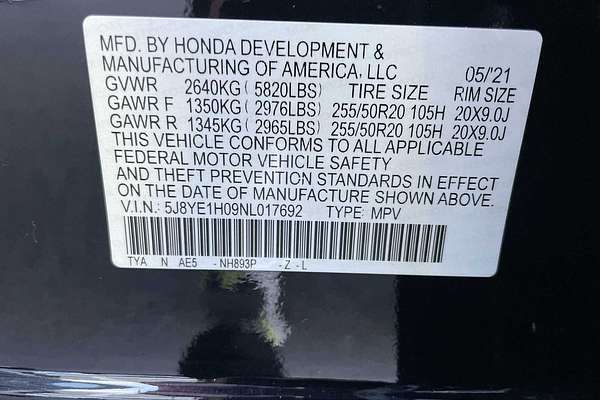 MFD. BY HONDA DEVELOPMENT &
MANUFACTURING OF AMERICA, LLC 05/'21
GVWR 2640KG ( 5820LBS) TIRE SIZE RIM SIZE
GAWR F 1350KG ( 2976LBS) 255/50R20 105H 20X9.0J
GAWR R 1345KG ( 2965LBS) 255/50R20 105H 20X9.0J
THIS VEHICLE CONFORMS TO ALL APPLICABLE
FEDERAL MOTOR VEHICLE SAFETY
AND THEFT PREVENTION STANDARDS IN EFFECT
ON THE DATE OF MANUFACTURE SHOWN ABOVE.
V.I.N.: 5J8YE1H09NL017692 TYPE: MPV
TYA N AE5 -NH893P -Z-L